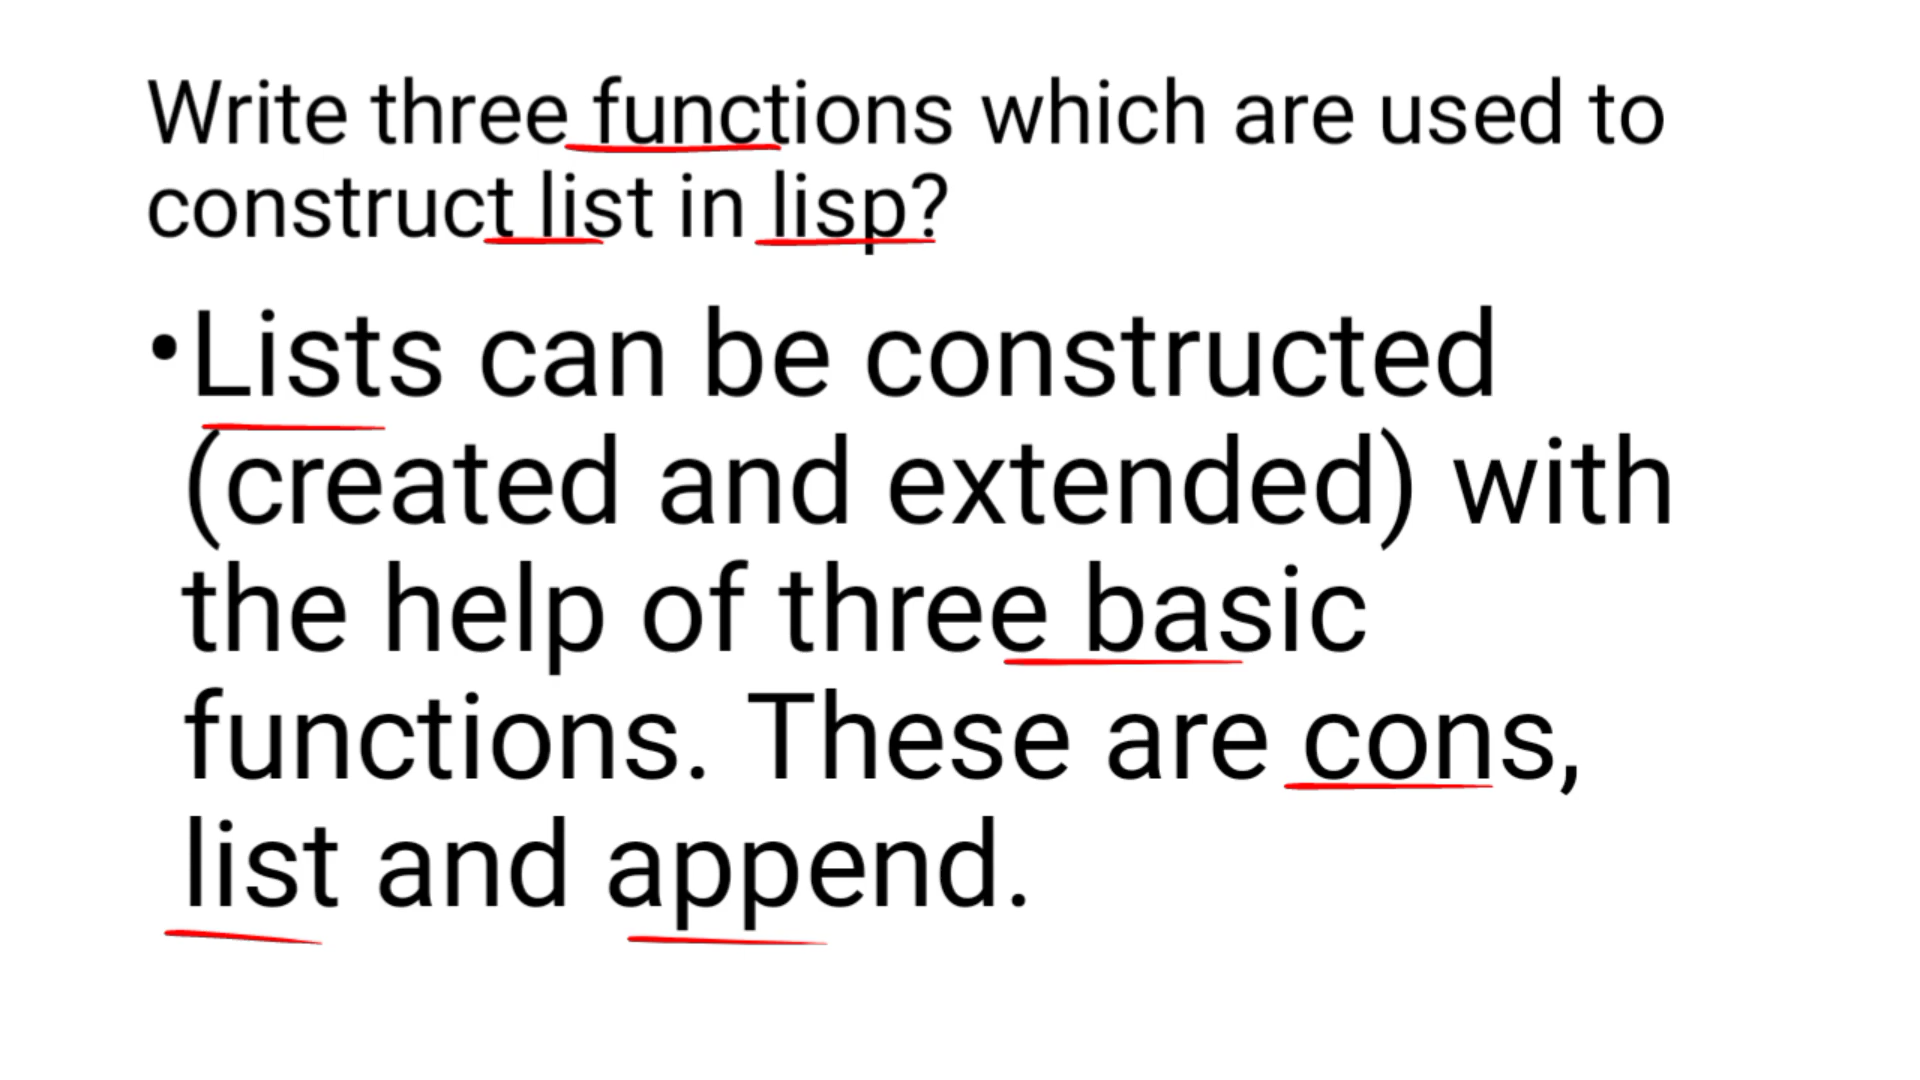 Write three functions which are used to
construct list in lisp?
•Lists can be constructed
(created and extended) with
the help of three basic
functions. These are cons,
list and append.